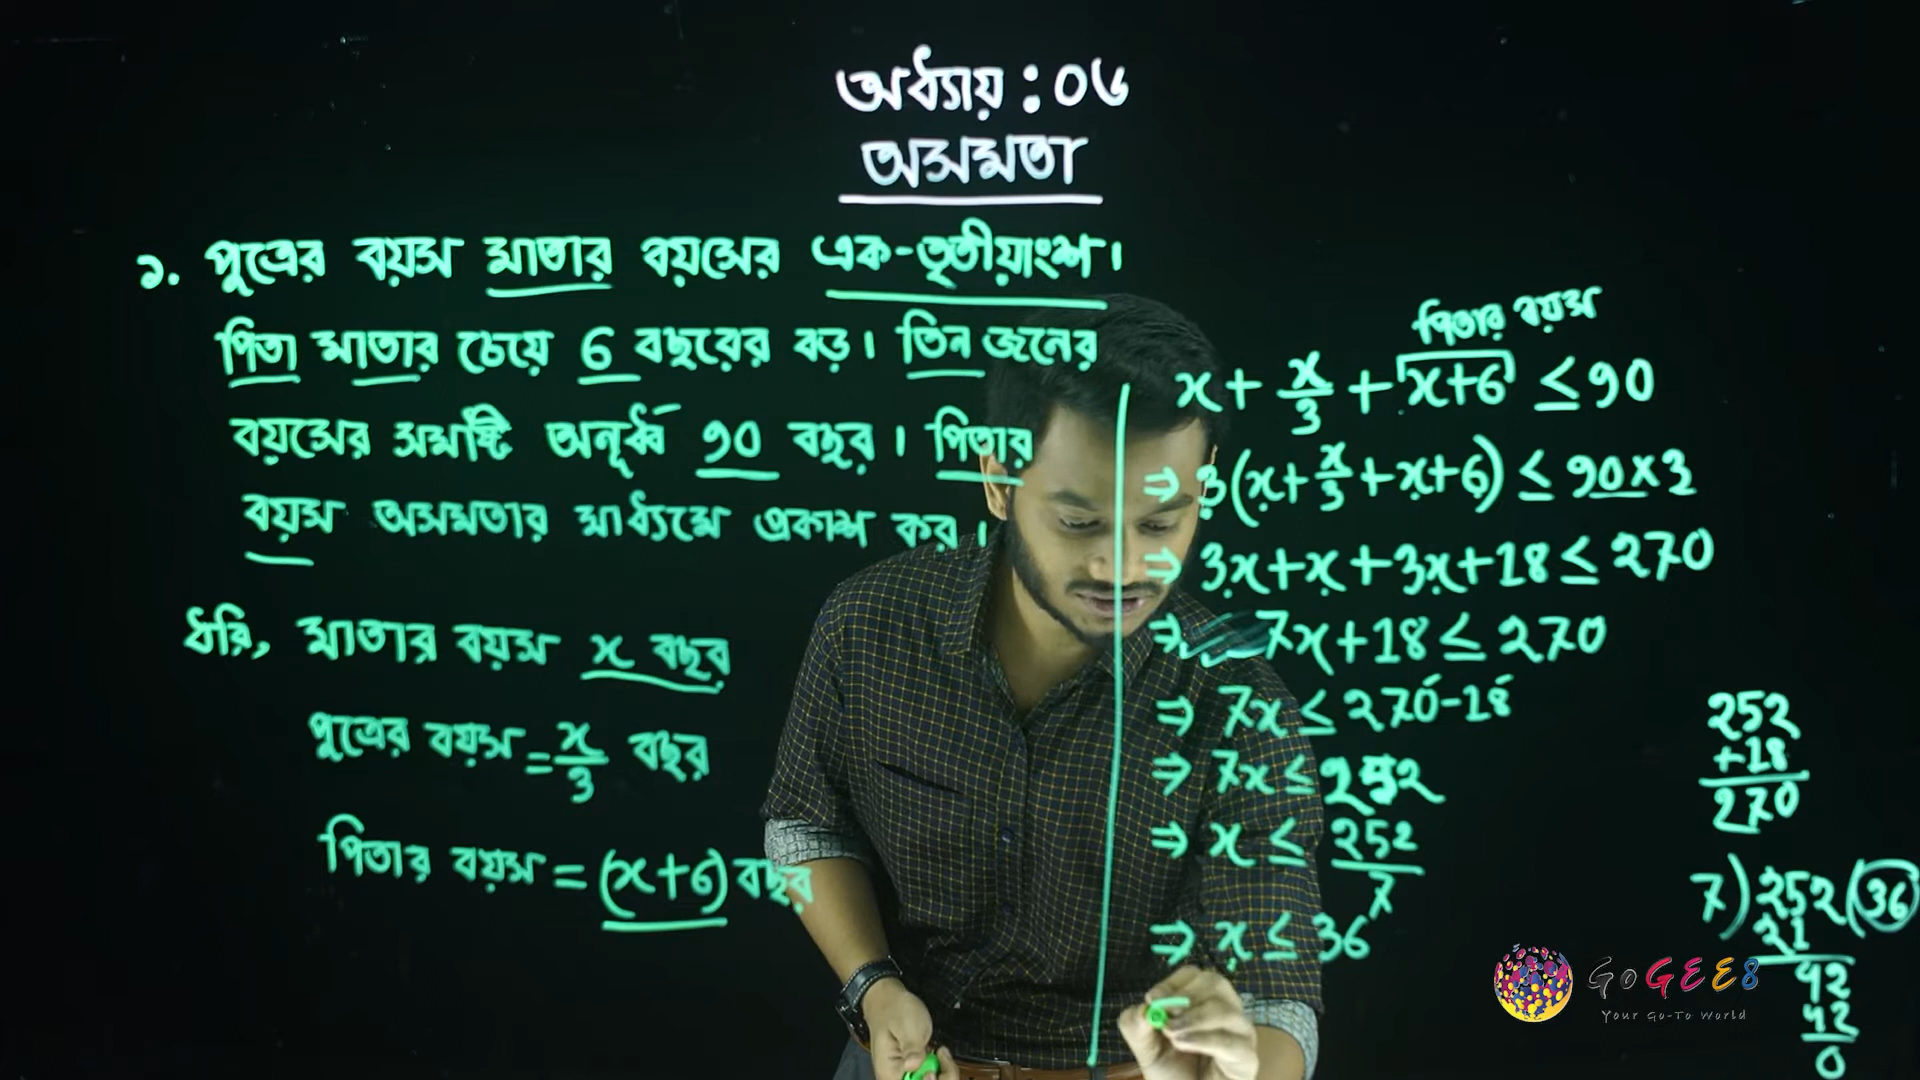 অধ্যায় : ০৬
অসমতা
১. পুত্রের বয়স মাতার বয়সের এক-তৃতীয়াংশ।
পিতা মাতার চেয়ে 6 বছরের বড়। তিন জনের
বয়সের সমষ্টি অনূর্ধ্ব 90 বছর। পিতার
বয়স অসমতার মাধ্যমে প্রকাশ কর।
ধরি, মাতার বয়স x বছর
পুত্রের বয়স = x/3 বছর
পিতার বয়স = (x+6) বছর
পিতার বয়স
x + x/3 + x+6 ≤ 90
⇒ 3(x + x/3 + x+6) ≤ 90×3
⇒ 3x+x+3x+18 ≤ 270
⇒ 7x+18 ≤ 270
⇒ 7x ≤ 270-18
⇒ 7x ≤ 252
⇒ x ≤ 252/7
⇒ x ≤ 36
252
+18
270
7)252(36
21
42
42
0
GoGEE8
Your Go-To World